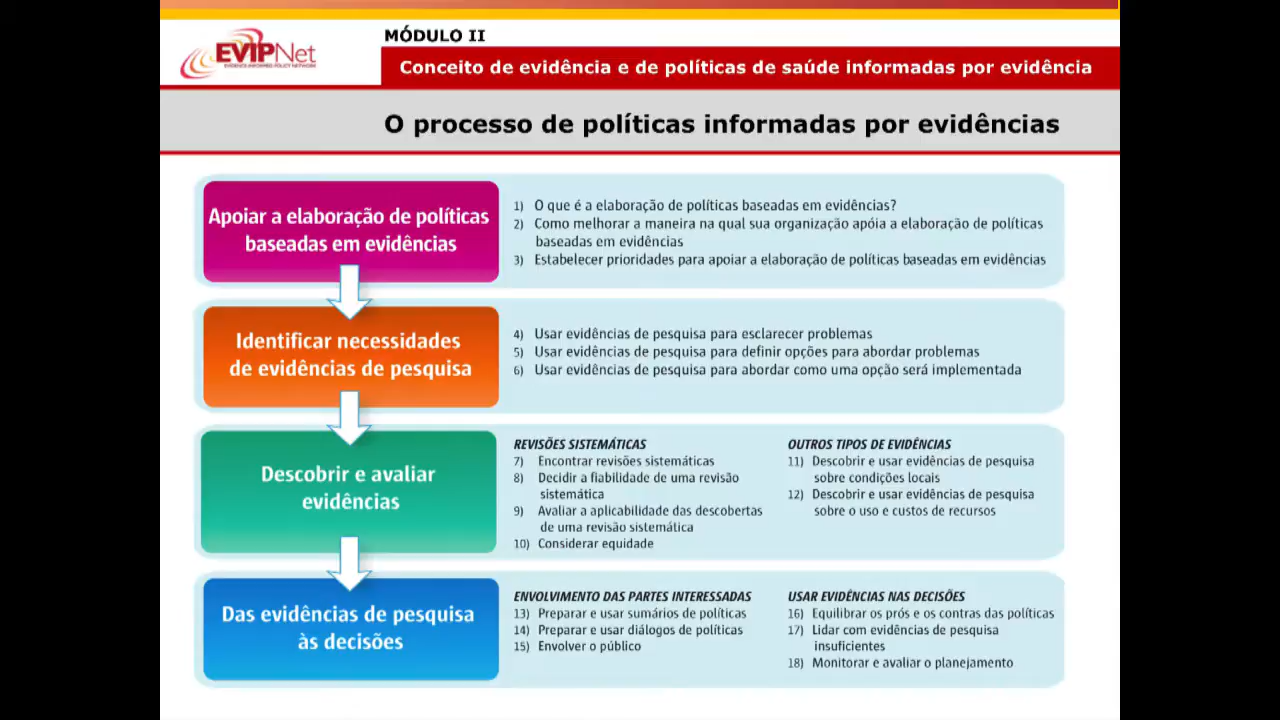 EVIPNet
EVIDENCE-INFORMED POLICY NETWORK
MÓDULO II
Conceito de evidência e de políticas de saúde informadas por evidência
O processo de políticas informadas por evidências
Apoiar a elaboração de políticas
baseadas em evidências
1) O que é a elaboração de políticas baseadas em evidências?
2) Como melhorar a maneira na qual sua organização apóia a elaboração de políticas
baseadas em evidências
3) Estabelecer prioridades para apoiar a elaboração de políticas baseadas em evidências
Identificar necessidades
de evidências de pesquisa
4) Usar evidências de pesquisa para esclarecer problemas
5) Usar evidências de pesquisa para definir opções para abordar problemas
6) Usar evidências de pesquisa para abordar como uma opção será implementada
Descobrir e avaliar
evidências
REVISÕES SISTEMÁTICAS
7) Encontrar revisões sistemáticas
8) Decidir a fiabilidade de uma revisão
sistemática
9) Avaliar a aplicabilidade das descobertas
de uma revisão sistemática
10) Considerar equidade
OUTROS TIPOS DE EVIDÊNCIAS
11) Descobrir e usar evidências de pesquisa
sobre condições locais
12) Descobrir e usar evidências de pesquisa
sobre o uso e custos de recursos
Das evidências de pesquisa
às decisões
ENVOLVIMENTO DAS PARTES INTERESSADAS
13) Preparar e usar sumários de políticas
14) Preparar e usar diálogos de políticas
15) Envolver o público
USAR EVIDÊNCIAS NAS DECISÕES
16) Equilibrar os prós e os contras das políticas
17) Lidar com evidências de pesquisa
insuficientes
18) Monitorar e avaliar o planejamento